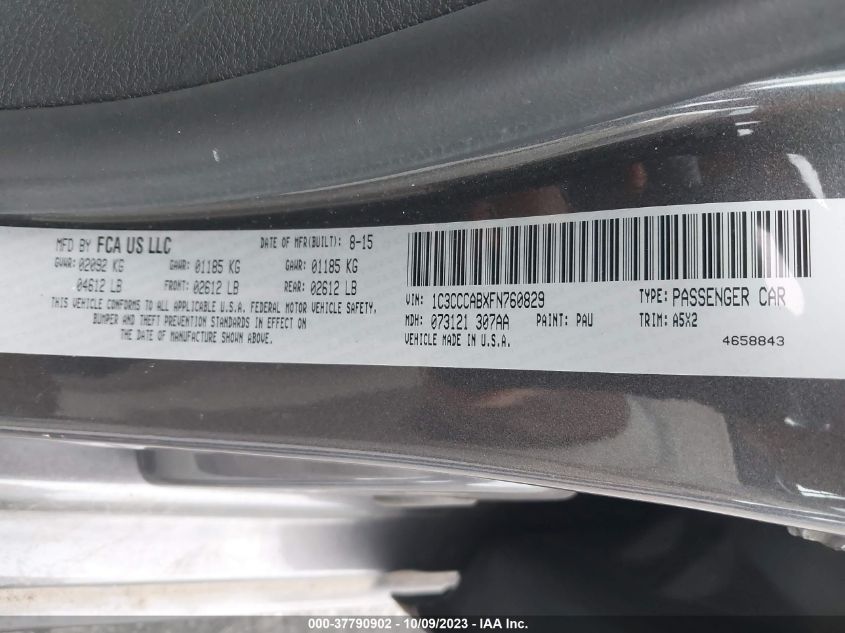 MFD BY FCA US LLC DATE OF MFR(BUILT): 8-15
GVWR: 02092 KG GAWR: 01185 KG GAWR: 01185 KG
04612 LB FRONT: 02612 LB REAR: 02612 LB
THIS VEHICLE CONFORMS TO ALL APPLICABLE U.S.A. FEDERAL MOTOR VEHICLE SAFETY,
BUMPER AND THEFT PREVENTION STANDARDS IN EFFECT ON
THE DATE OF MANUFACTURE SHOWN ABOVE.
VIN: 1C3CCCABXFN760829 TYPE: PASSENGER CAR
MDH: 073121 307AA PAINT: PAU TRIM: A5X2
VEHICLE MADE IN U.S.A. 4658843
000-37790902 - 10/09/2023 - IAA Inc.